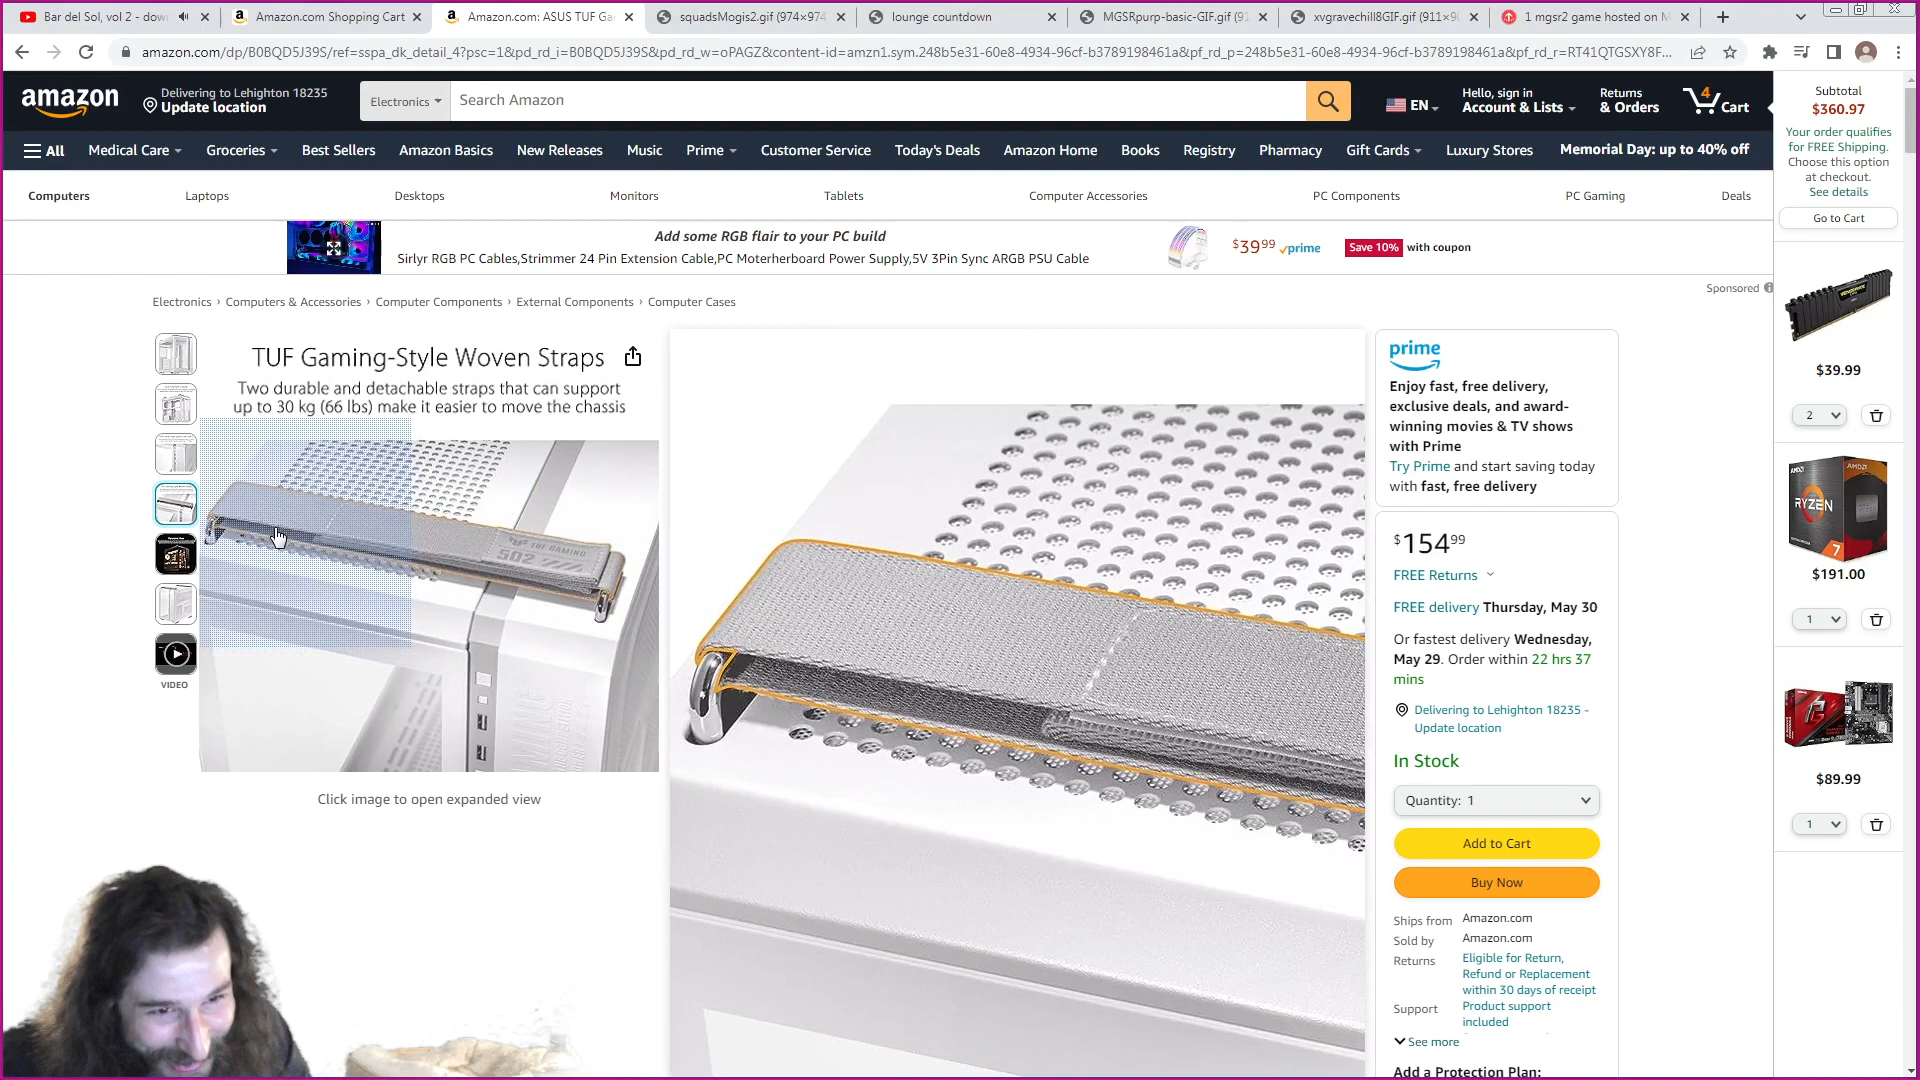 Bar del Sol, vol 2 - dow
Amazon.com Shopping Cart
Amazon.com: ASUS TUF Ga
squadsMogis2.gif (974×974
lounge countdown
MGSRpurp-basic-GIF.gif (91
xvgravechill8GIF.gif (911×90
1 mgsr2 game hosted on M
amazon.com/dp/B0BQD5J39S/ref=sspa_dk_detail_4?psc=1&pd_rd_i=B0BQD5J39S&pd_rd_w=oPAGZ&content-id=amzn1.sym.248b5e31-60e8-4934-96cf-b3789198461a&pf_rd_p=248b5e31-60e8-4934-96cf-b3789198461a&pf_rd_r=RT41QTGSXY8F...
amazon
Delivering to Lehighton 18235
Update location
Electronics
Search Amazon
EN
Hello, sign in
Account & Lists
Returns
& Orders
4
Cart
All
Medical Care
Groceries
Best Sellers
Amazon Basics
New Releases
Music
Prime
Customer Service
Today's Deals
Amazon Home
Books
Registry
Pharmacy
Gift Cards
Luxury Stores
Memorial Day: up to 40% off
Computers
Laptops
Desktops
Monitors
Tablets
Computer Accessories
PC Components
PC Gaming
Deals
Add some RGB flair to your PC build
Sirlyr RGB PC Cables,Strimmer 24 Pin Extension Cable,PC Moterherboard Power Supply,5V 3Pin Sync ARGB PSU Cable
$3999 prime
Save 10% with coupon
Sponsored
Electronics › Computers & Accessories › Computer Components › External Components › Computer Cases
TUF Gaming-Style Woven Straps
Two durable and detachable straps that can support
up to 30 kg (66 lbs) make it easier to move the chassis
TUF GAMING
502
VIDEO
Click image to open expanded view
prime
Enjoy fast, free delivery,
exclusive deals, and award-
winning movies & TV shows
with Prime
Try Prime and start saving today
with fast, free delivery
$15499
FREE Returns
FREE delivery Thursday, May 30
Or fastest delivery Wednesday,
May 29. Order within 22 hrs 37
mins
Delivering to Lehighton 18235 -
Update location
In Stock
Quantity: 1
Add to Cart
Buy Now
Ships from Amazon.com
Sold by Amazon.com
Returns Eligible for Return,
Refund or Replacement
within 30 days of receipt
Support Product support
included
See more
Add a Protection Plan:
Subtotal
$360.97
Your order qualifies
for FREE Shipping.
Choose this option
at checkout.
See details
Go to Cart
VENGEANCE
$39.99
2
AMD
RYZEN
7
$191.00
1
$89.99
1